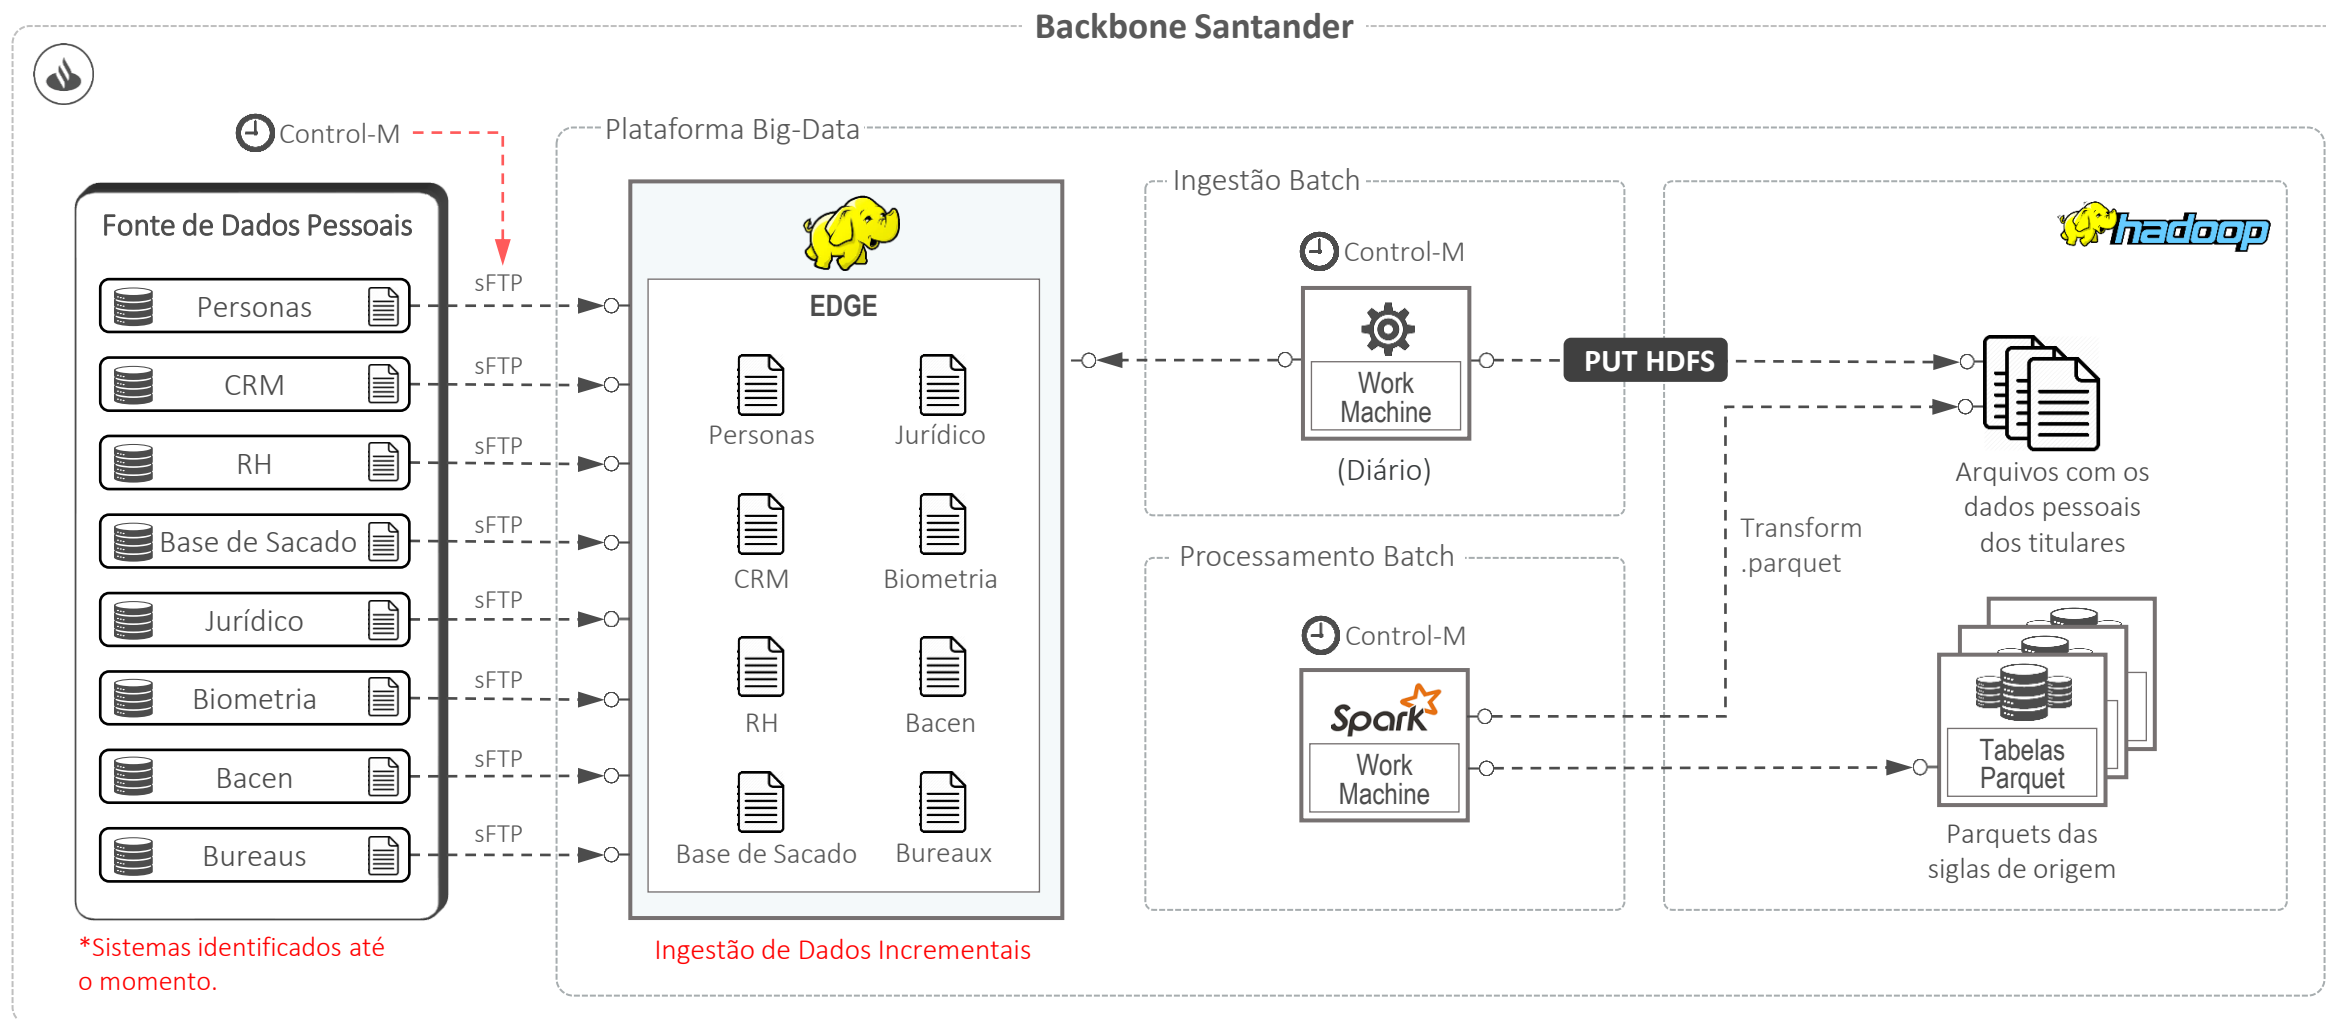 Backbone Santander
Control-M
Plataforma Big-Data
Fonte de Dados Pessoais
Personas
CRM
RH
Base de Sacado
Jurídico
Biometria
Bacen
Bureaus
*Sistemas identificados até
o momento.
sFTP
sFTP
sFTP
sFTP
sFTP
sFTP
sFTP
sFTP
EDGE
Personas
Jurídico
CRM
Biometria
RH
Bacen
Base de Sacado
Bureaux
Ingestão de Dados Incrementais
Ingestão Batch
Control-M
Work
Machine
(Diário)
PUT HDFS
Processamento Batch
Control-M
Spark
Work
Machine
Transform
.parquet
hadoop
Arquivos com os
dados pessoais
dos titulares
Tabelas
Parquet
Parquets das
siglas de origem